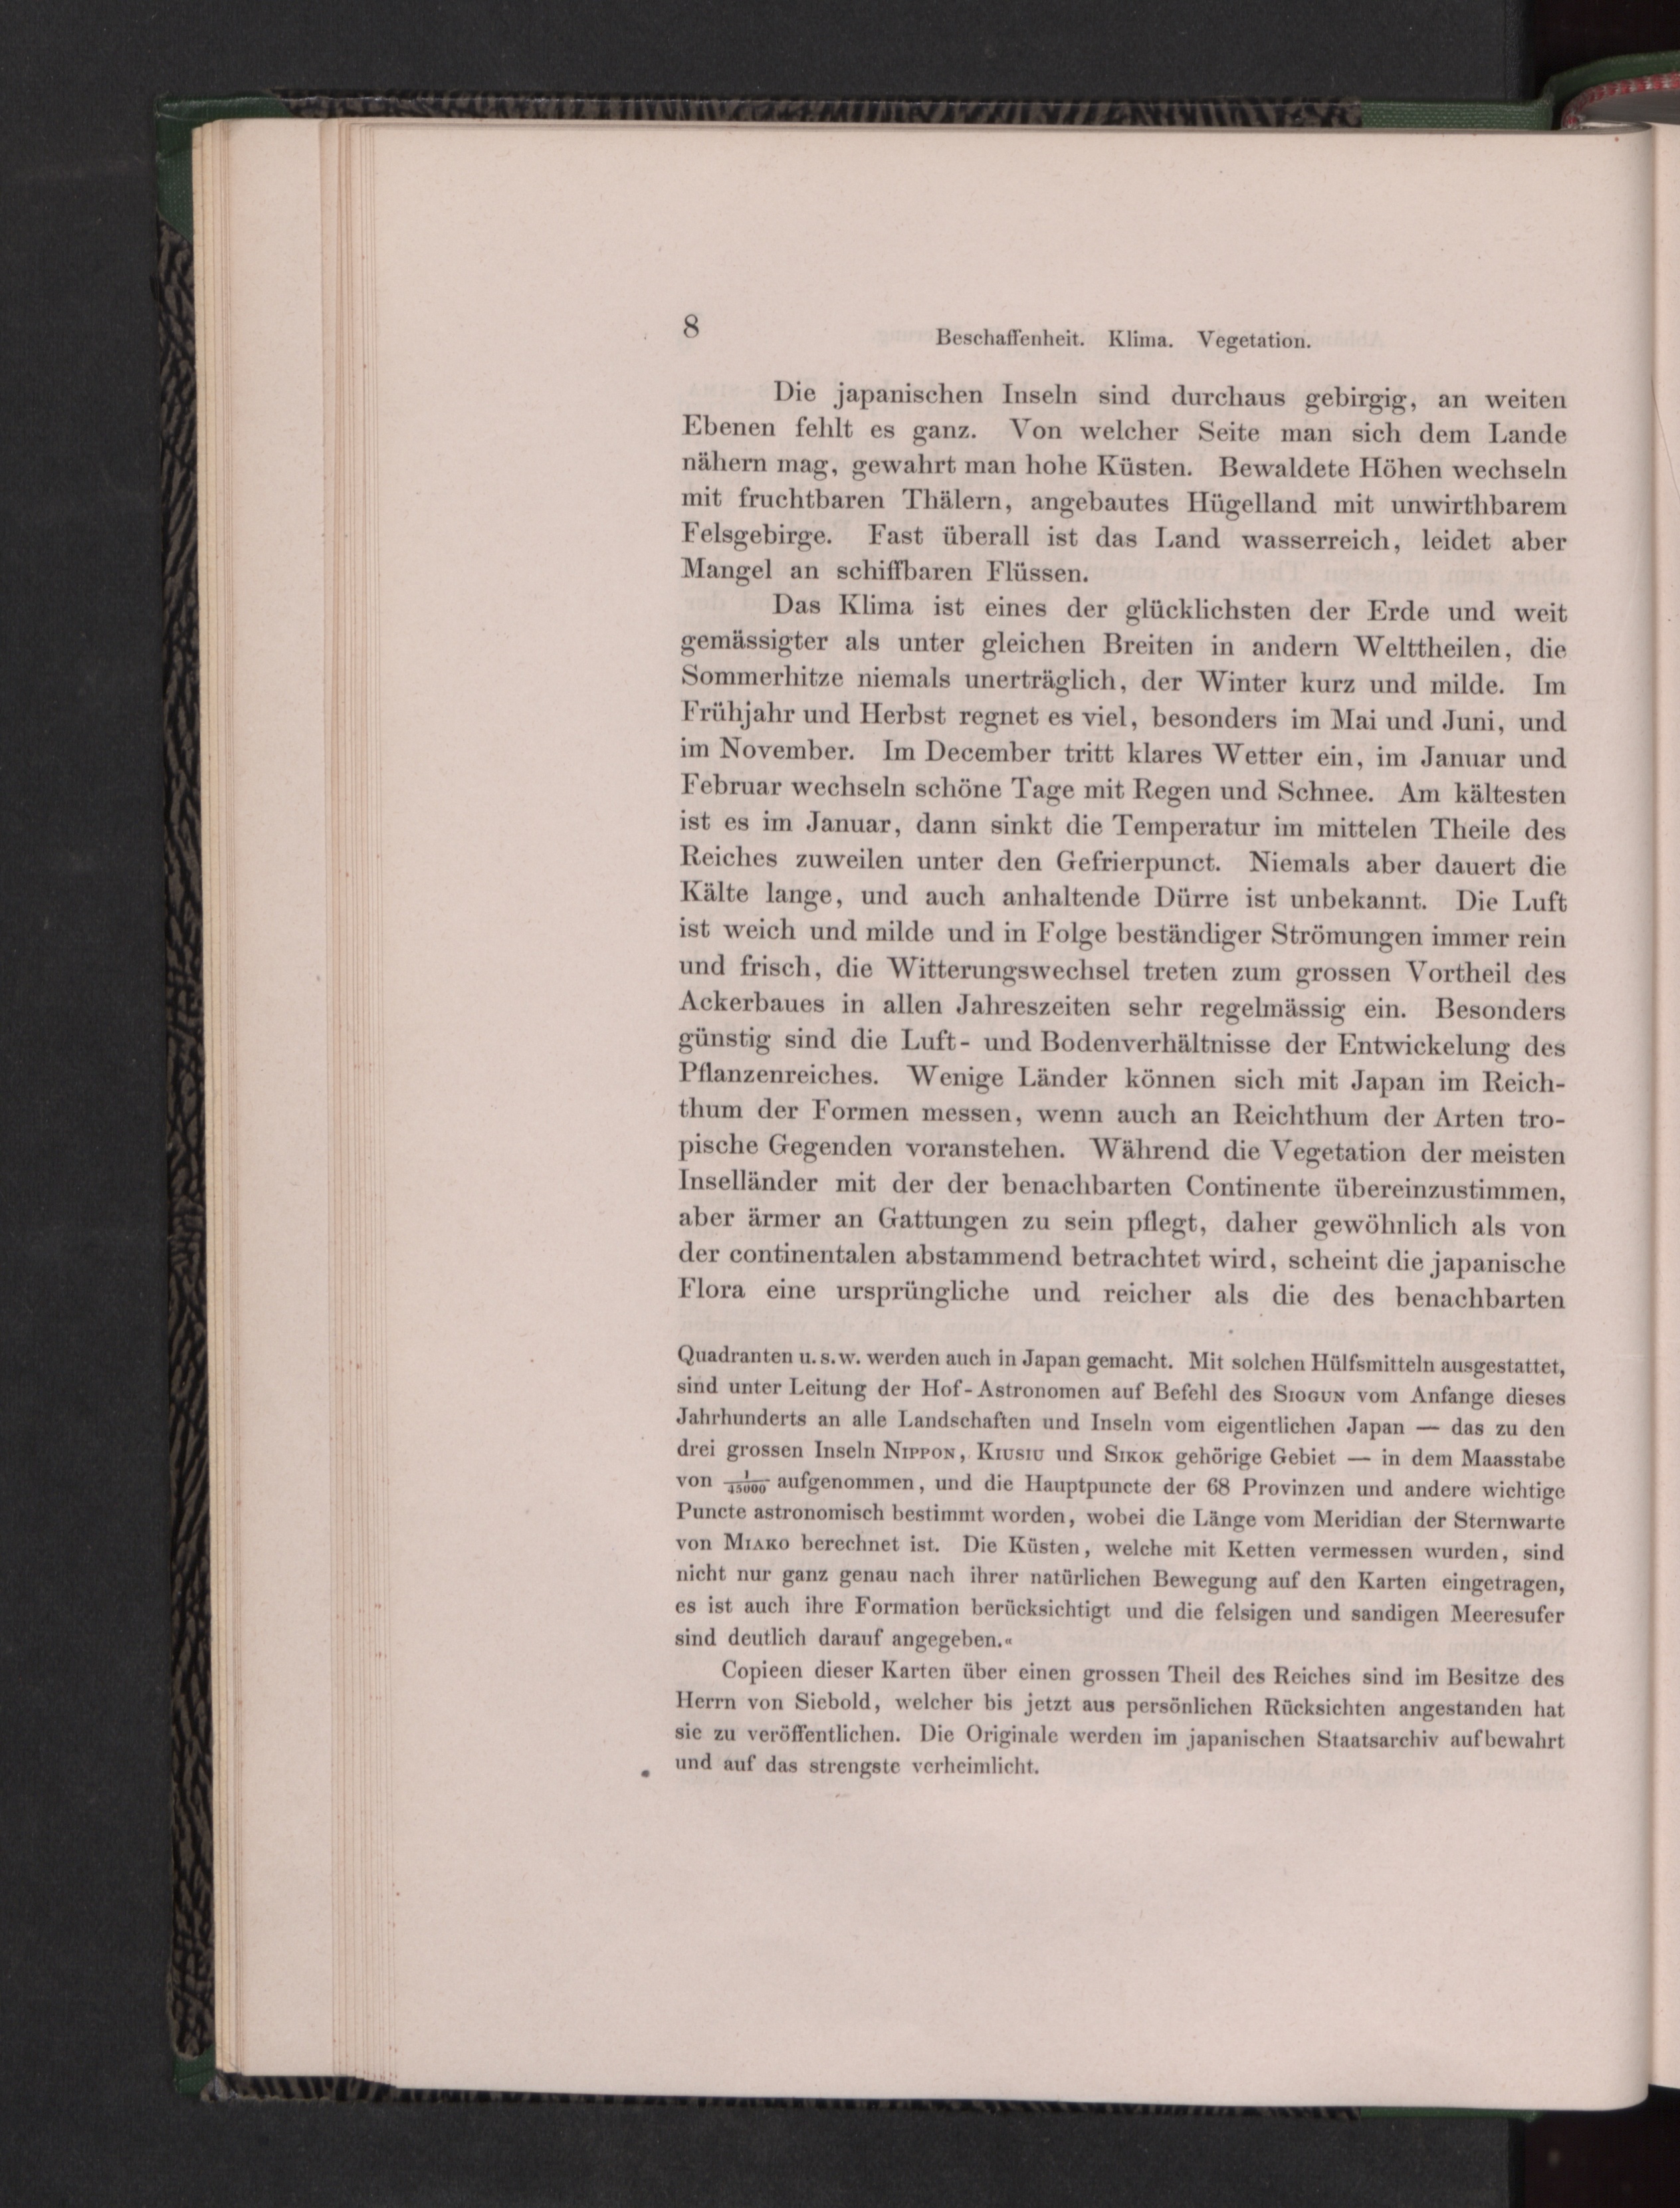 8
Beschaffenheit. Klima. Vegetation.
Die japanischen Inseln sind durchaus gebirgig, an weiten
Ebenen fehlt es ganz. Von welcher Seite man sich dem Lande
nähern mag, gewahrt man hohe Küsten. Bewaldete Höhen wechseln
mit fruchtbaren Thälern, angebautes Hügelland mit unwirthbarem
Felsgebirge. Fast überall ist das Land wasserreich, leidet aber
Mangel an schiffbaren Flüssen.
Das Klima ist eines der glücklichsten der Erde und weit
gemässigter als unter gleichen Breiten in andern Welttheilen, die
Sommerhitze niemals unerträglich, der Winter kurz und milde. Im
Frühjahr und Herbst regnet es viel, besonders im Mai und Juni, und
im November. Im December tritt klares Wetter ein, im Januar und
Februar wechseln schöne Tage mit Regen und Schnee. Am kältesten
ist es im Januar, dann sinkt die Temperatur im mittelen Theile des
Reiches zuweilen unter den Gefrierpunct. Niemals aber dauert die
Kälte lange, und auch anhaltende Dürre ist unbekannt. Die Luft
ist weich und milde und in Folge beständiger Strömungen immer rein
und frisch, die Witterungswechsel treten zum grossen Vortheil des
Ackerbaues in allen Jahreszeiten sehr regelmässig ein. Besonders
günstig sind die Luft- und Bodenverhältnisse der Entwickelung des
Pflanzenreiches. Wenige Länder können sich mit Japan im Reich-
thum der Formen messen, wenn auch an Reichthum der Arten tro-
pische Gegenden voranstehen. Während die Vegetation der meisten
Inselländer mit der der benachbarten Continente übereinzustimmen,
aber ärmer an Gattungen zu sein pflegt, daher gewöhnlich als von
der continentalen abstammend betrachtet wird, scheint die japanische
Flora eine ursprüngliche und reicher als die des benachbarten
Quadranten u. s. w. werden auch in Japan gemacht. Mit solchen Hülfsmitteln ausgestattet,
sind unter Leitung der Hof-Astronomen auf Befehl des SIOGUN vom Anfange dieses
Jahrhunderts an alle Landschaften und Inseln vom eigentlichen Japan — das zu den
drei grossen Inseln NIPPON, KIUSIU und SIKOK gehörige Gebiet — in dem Maasstabe
von 1/45000 aufgenommen, und die Hauptpuncte der 68 Provinzen und andere wichtige
Puncte astronomisch bestimmt worden, wobei die Länge vom Meridian der Sternwarte
von MIAKO berechnet ist. Die Küsten, welche mit Ketten vermessen wurden, sind
nicht nur ganz genau nach ihrer natürlichen Bewegung auf den Karten eingetragen,
es ist auch ihre Formation berücksichtigt und die felsigen und sandigen Meeresufer
sind deutlich darauf angegeben.«
Copieen dieser Karten über einen grossen Theil des Reiches sind im Besitze des
Herrn von Siebold, welcher bis jetzt aus persönlichen Rücksichten angestanden hat
sie zu veröffentlichen. Die Originale werden im japanischen Staatsarchiv aufbewahrt
und auf das strengste verheimlicht.